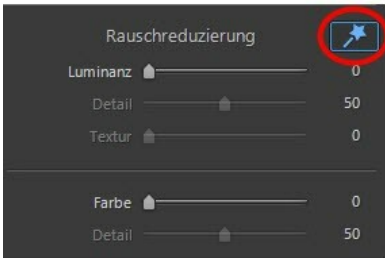 Rauschreduzierung
Luminanz 0
Detail 50
Textur 0
Farbe 0
Detail 50